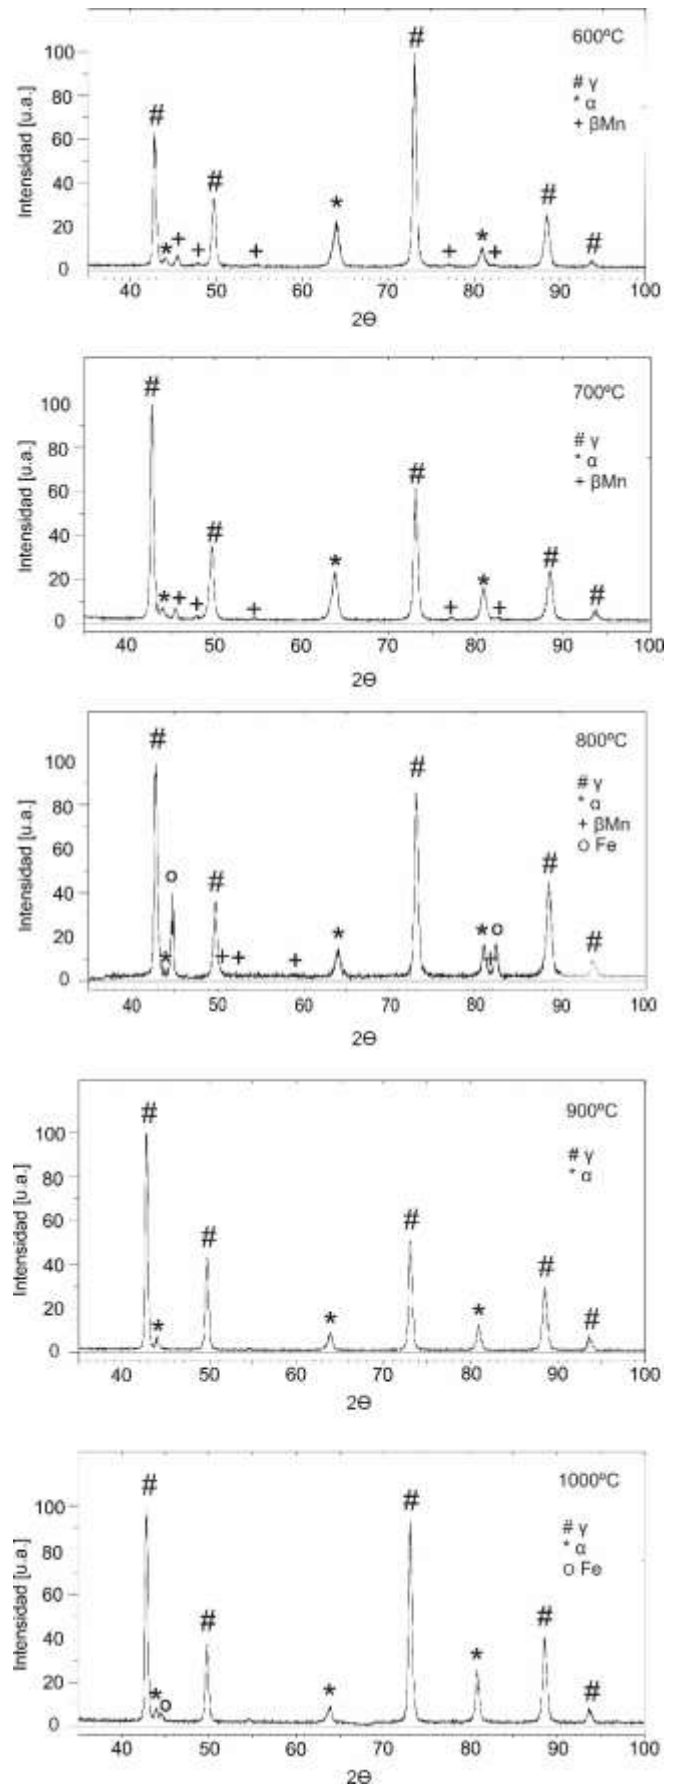 600ºC
# γ
* α
+ βMn
Intensidad [u.a.]
100
80
60
40
20
0
# * + + # + * # + * + # #
40 50 60 70 80 90 100
2Θ
700ºC
# γ
* α
+ βMn
Intensidad [u.a.]
100
80
60
40
20
0
# * + + # + * # + * + # #
40 50 60 70 80 90 100
2Θ
800ºC
# γ
* α
+ βMn
O Fe
Intensidad [u.a.]
100
80
60
40
20
0
# * O # + + + * # * + O # #
40 50 60 70 80 90 100
2Θ
900ºC
# γ
* α
Intensidad [u.a.]
100
80
60
40
20
0
# * # * # * # #
40 50 60 70 80 90 100
2Θ
1000ºC
# γ
* α
O Fe
Intensidad [u.a.]
100
80
60
40
20
0
# * O # * # * # #
40 50 60 70 80 90 100
2Θ